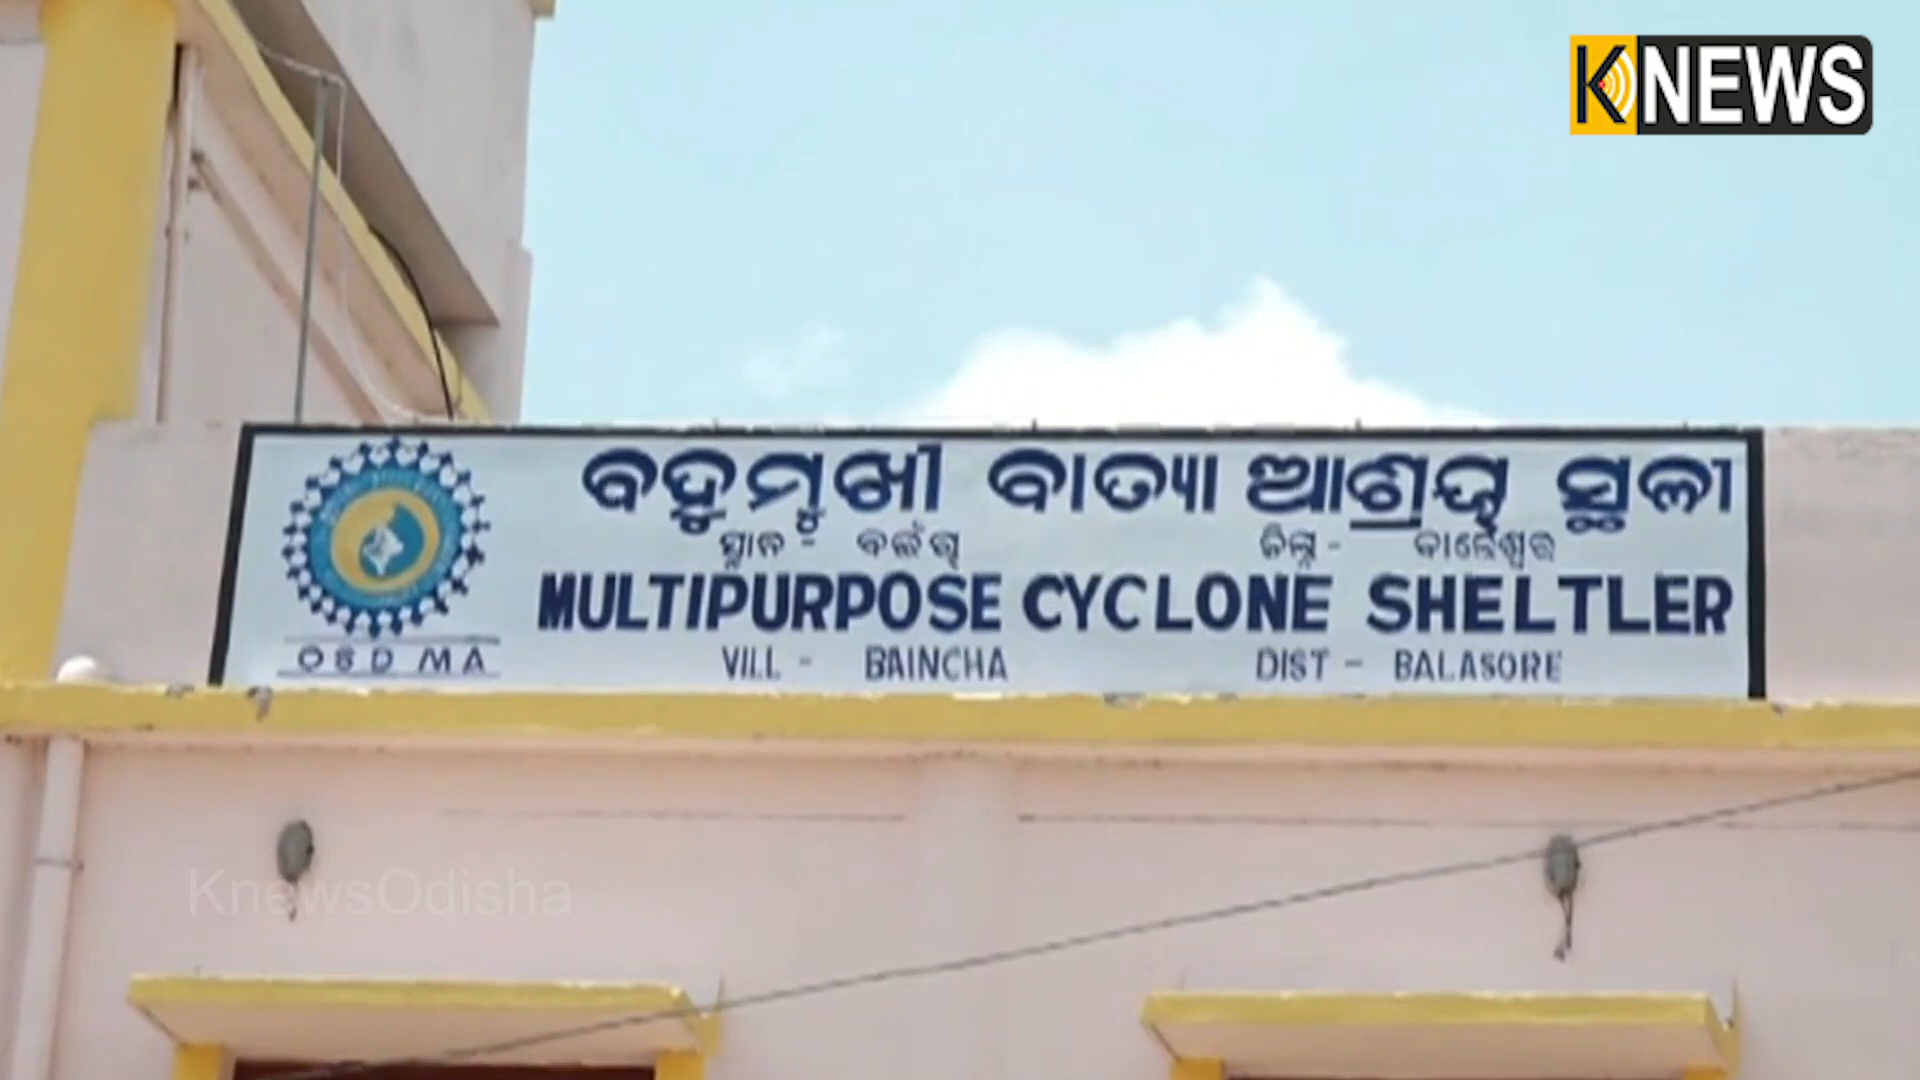 KNEWS
ବହୁମୁଖୀ ବାତ୍ୟା ଆଶ୍ରୟ ସ୍ଥଳୀ
ସ୍ଥାନ - ବଇଁଚା ଜିଲ୍ଲା - ବାଲେଶ୍ୱର
MULTIPURPOSE CYCLONE SHELTLER
OSDMA
VILL - BAINCHA DIST - BALASORE
KnewsOdisha